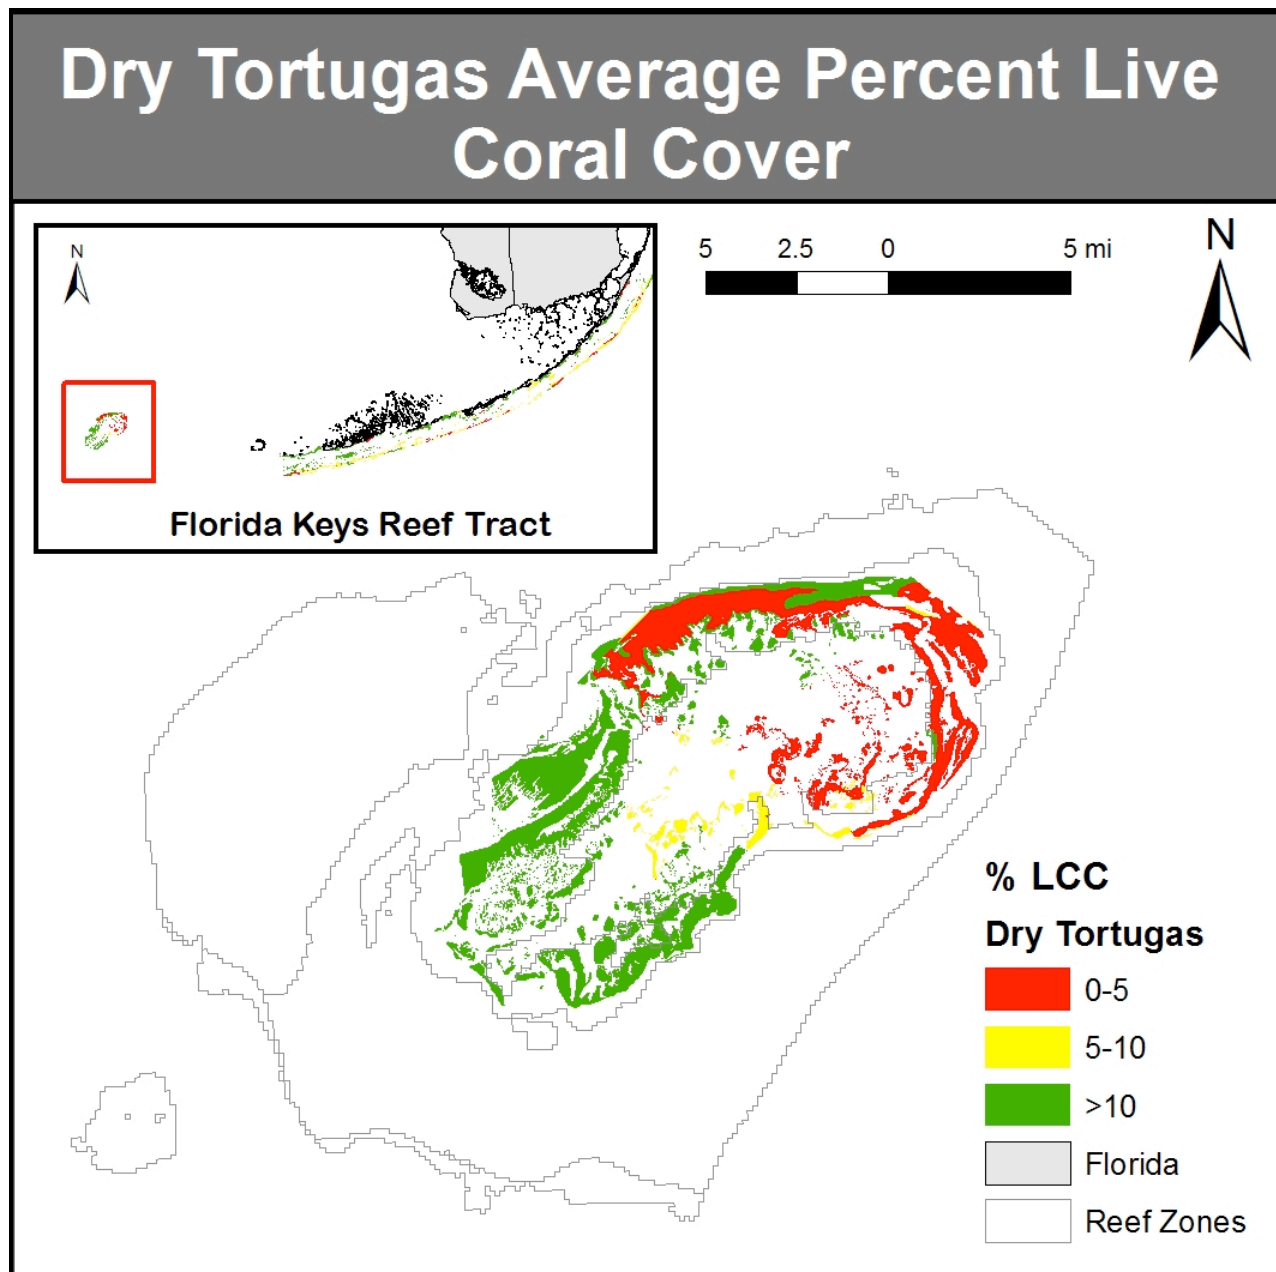 Dry Tortugas Average Percent Live
Coral Cover
N
Florida Keys Reef Tract
5 2.5 0 5 mi
N
% LCC
Dry Tortugas
0-5
5-10
>10
Florida
Reef Zones